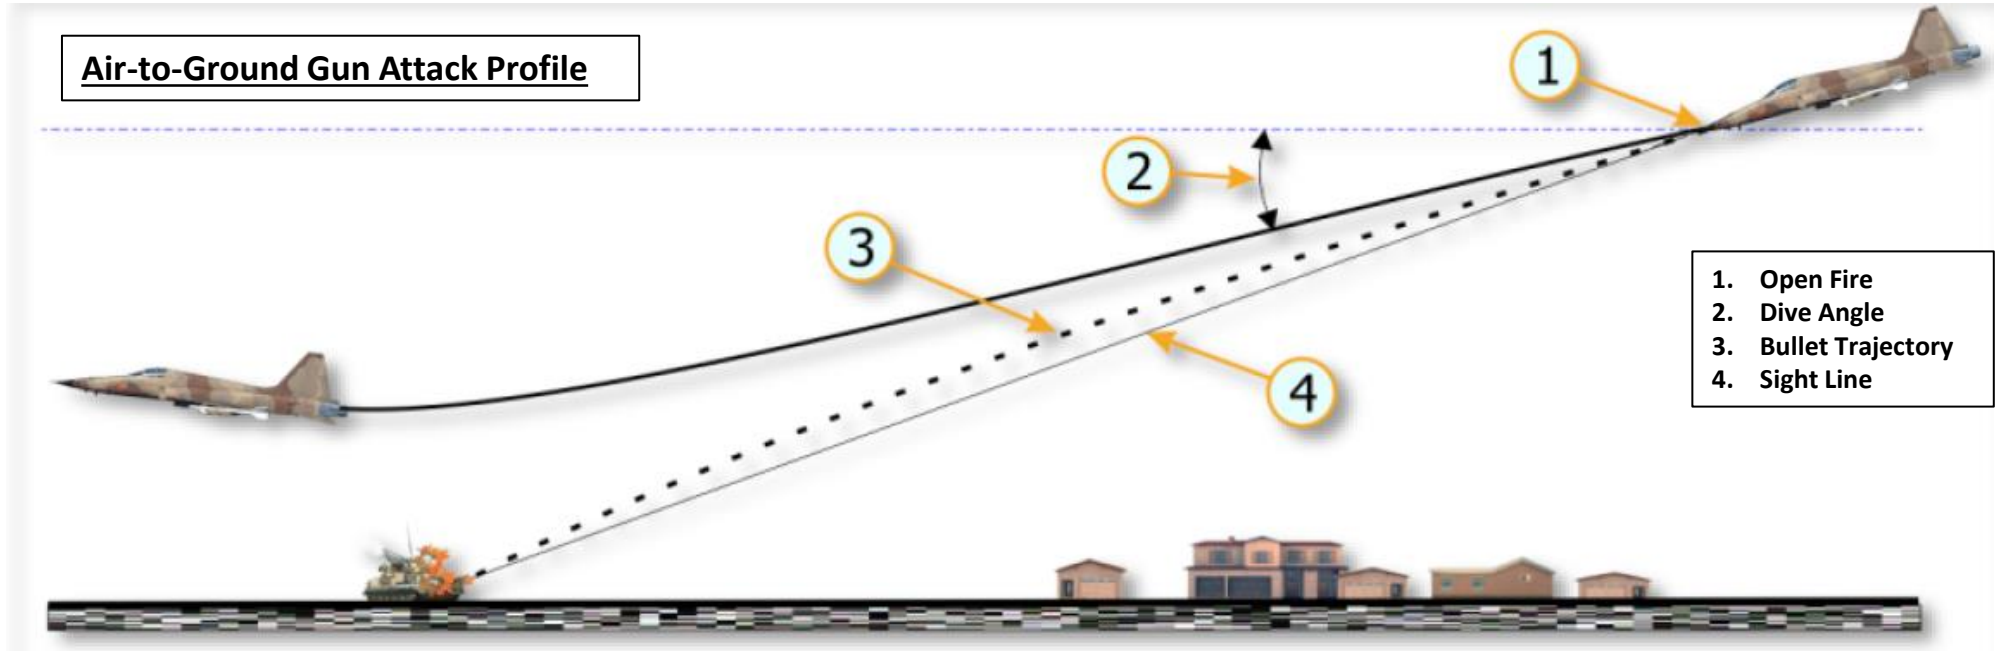 Air-to-Ground Gun Attack Profile
1
2
3
4
1. Open Fire
2. Dive Angle
3. Bullet Trajectory
4. Sight Line